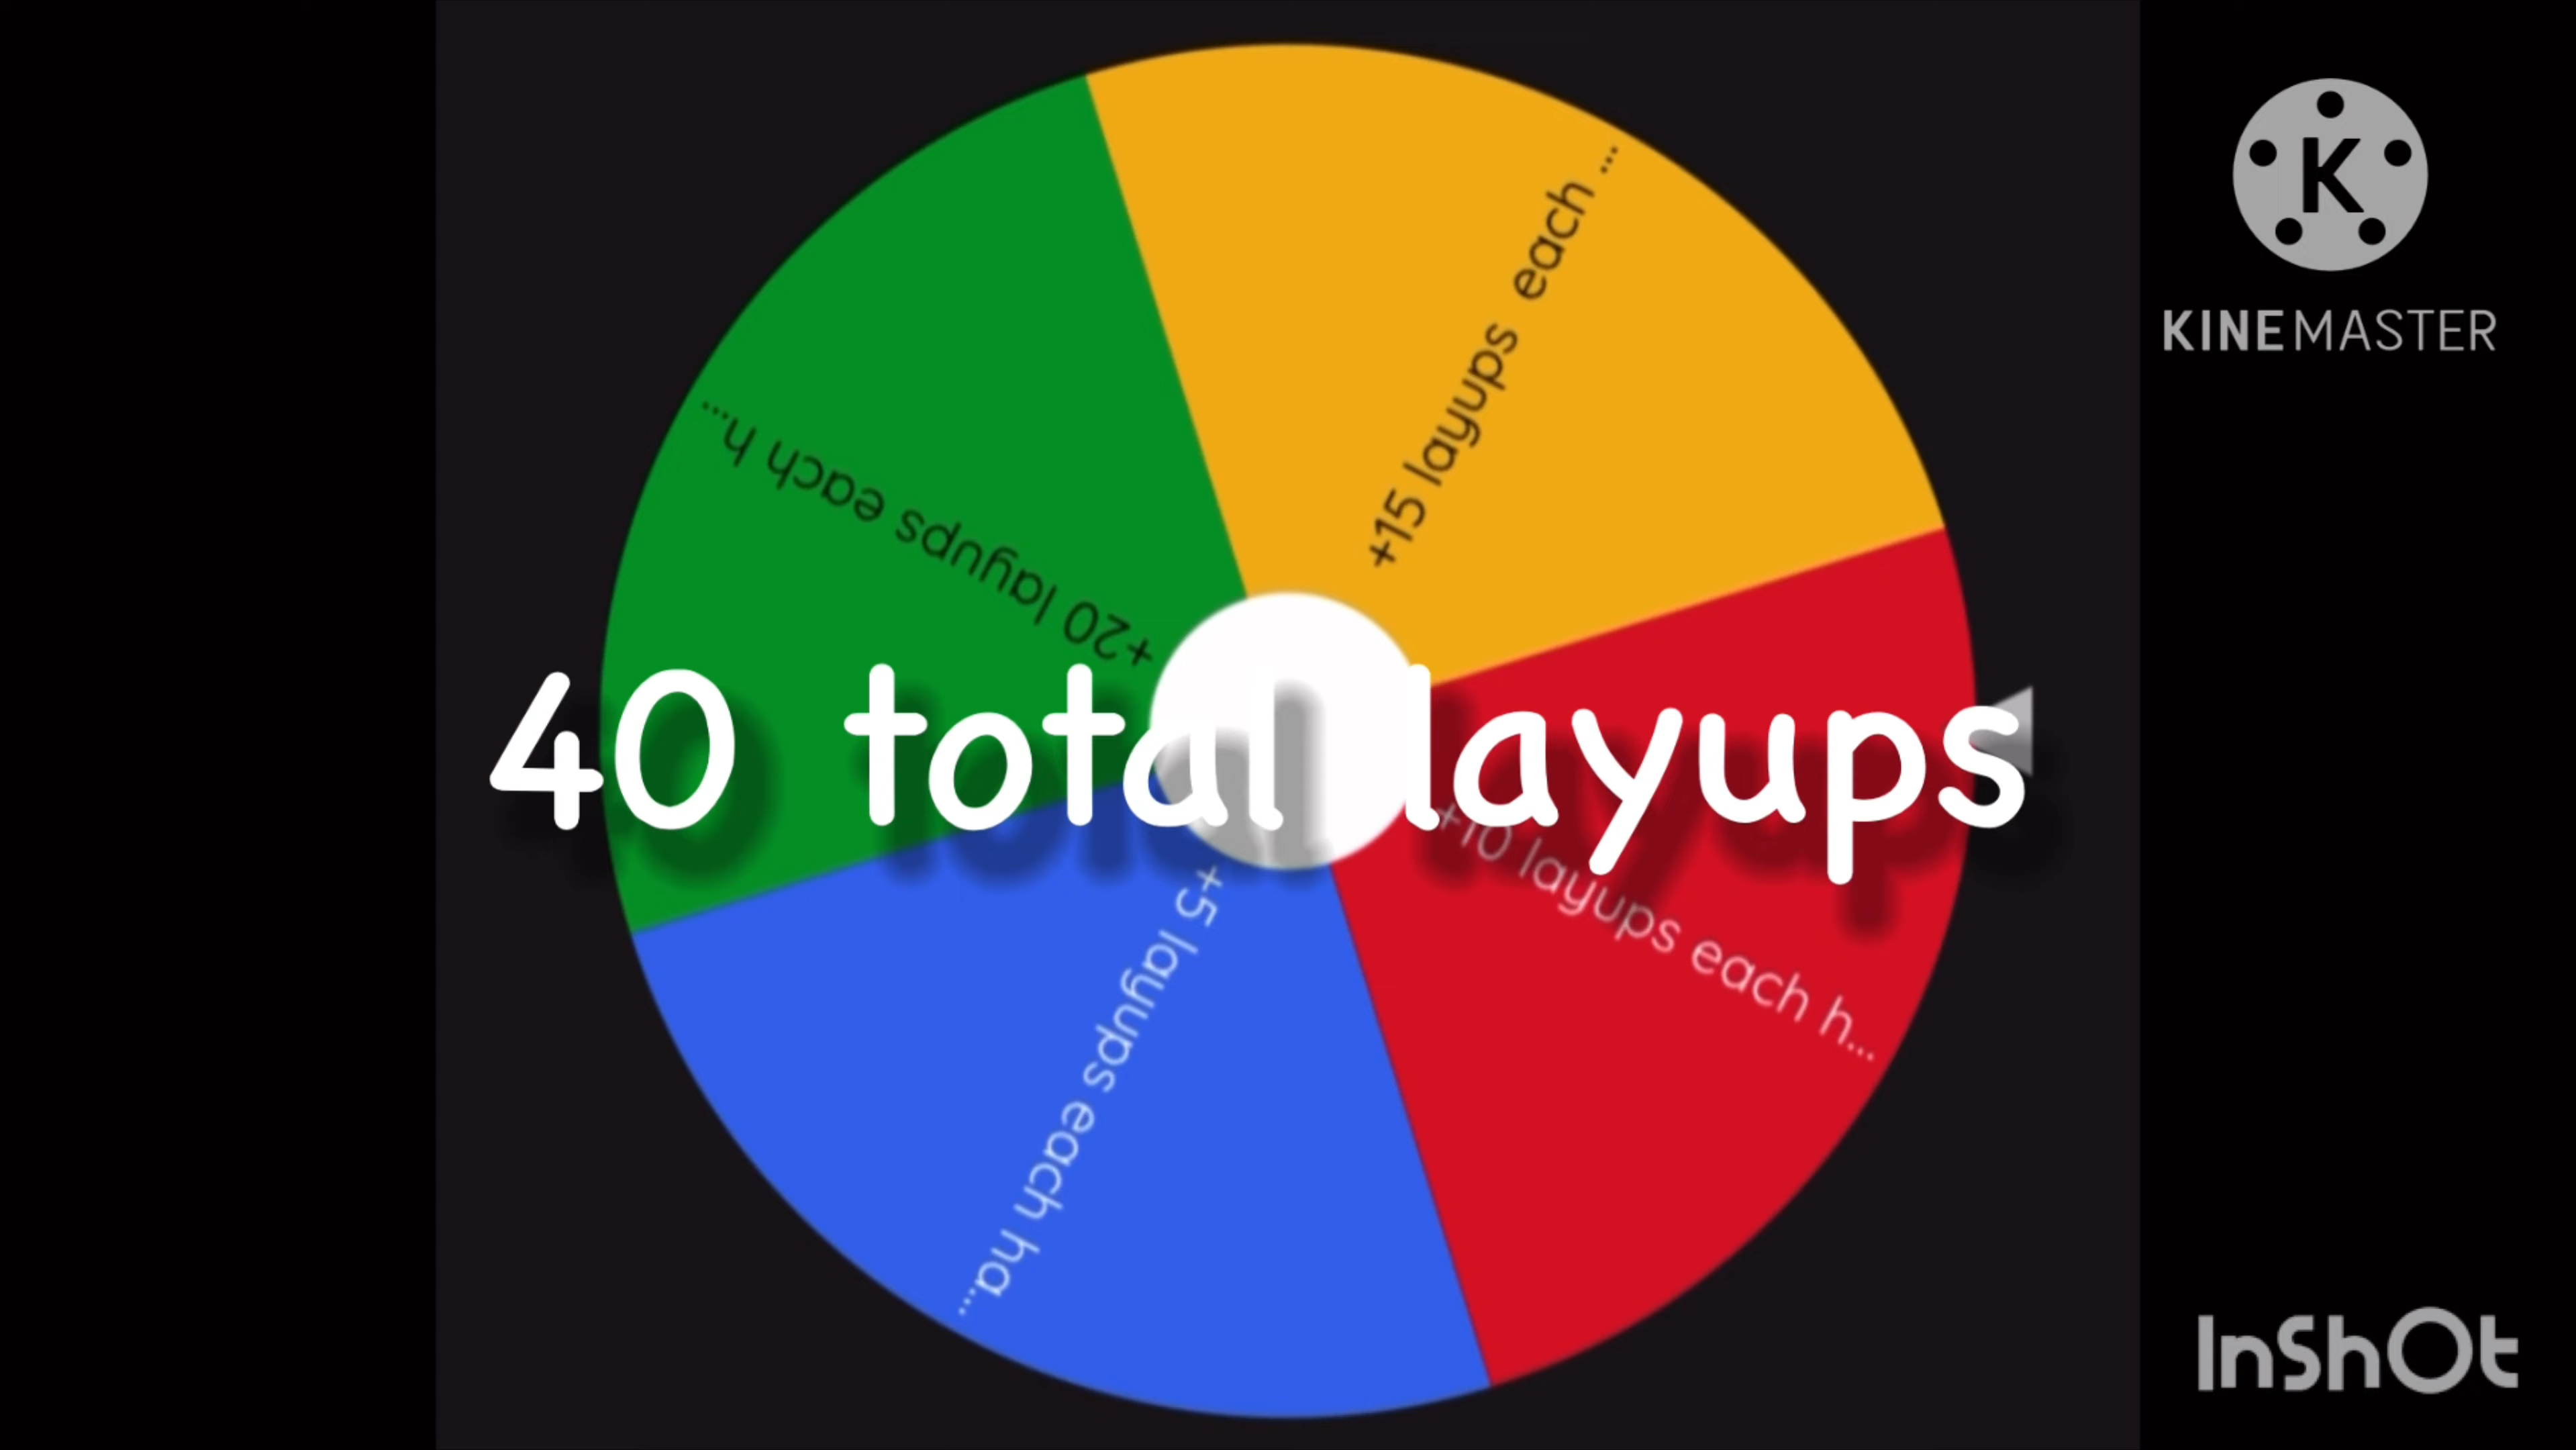 +15 layups each ...
+20 layups each h...
40 total layups
+10 layups each h...
+5 layups each ha...
K
KINEMASTER
InShOt